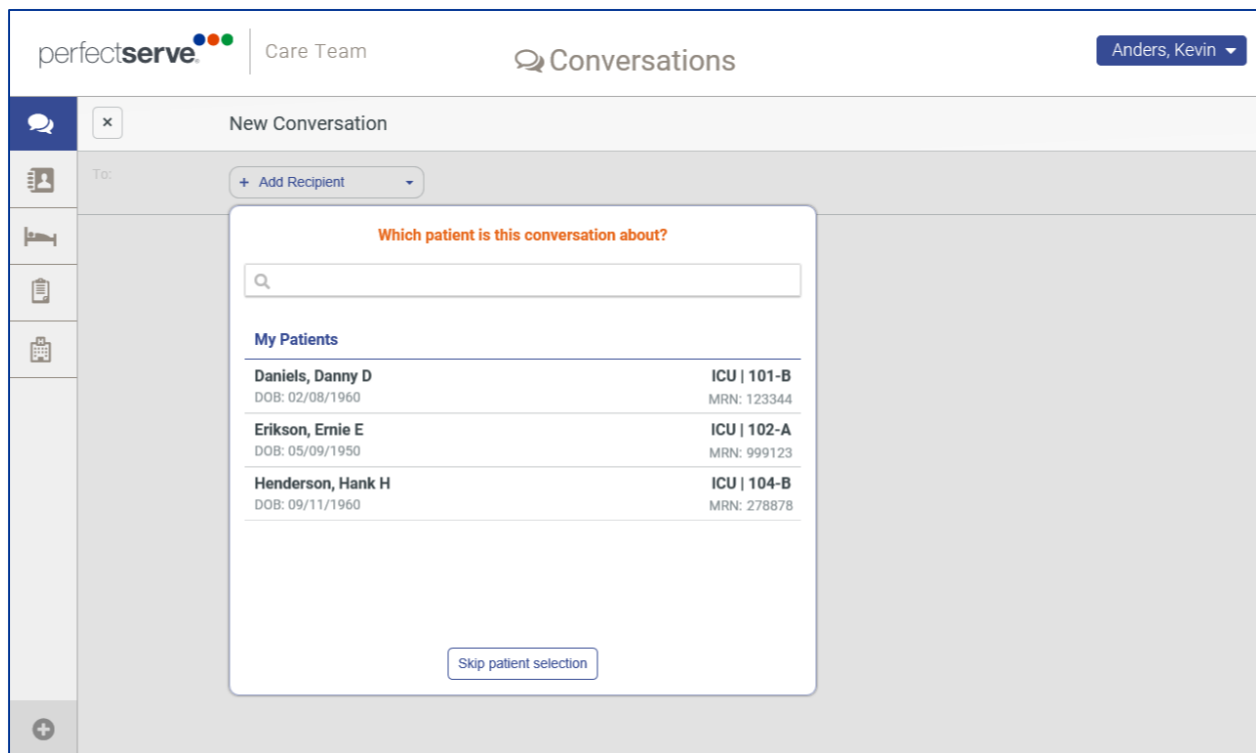 perfectserve. Care Team
Conversations
Anders, Kevin
New Conversation
To:
+ Add Recipient
Which patient is this conversation about?
My Patients
Daniels, Danny D ICU | 101-B
DOB: 02/08/1960 MRN: 123344
Erikson, Ernie E ICU | 102-A
DOB: 05/09/1950 MRN: 999123
Henderson, Hank H ICU | 104-B
DOB: 09/11/1960 MRN: 278878
Skip patient selection